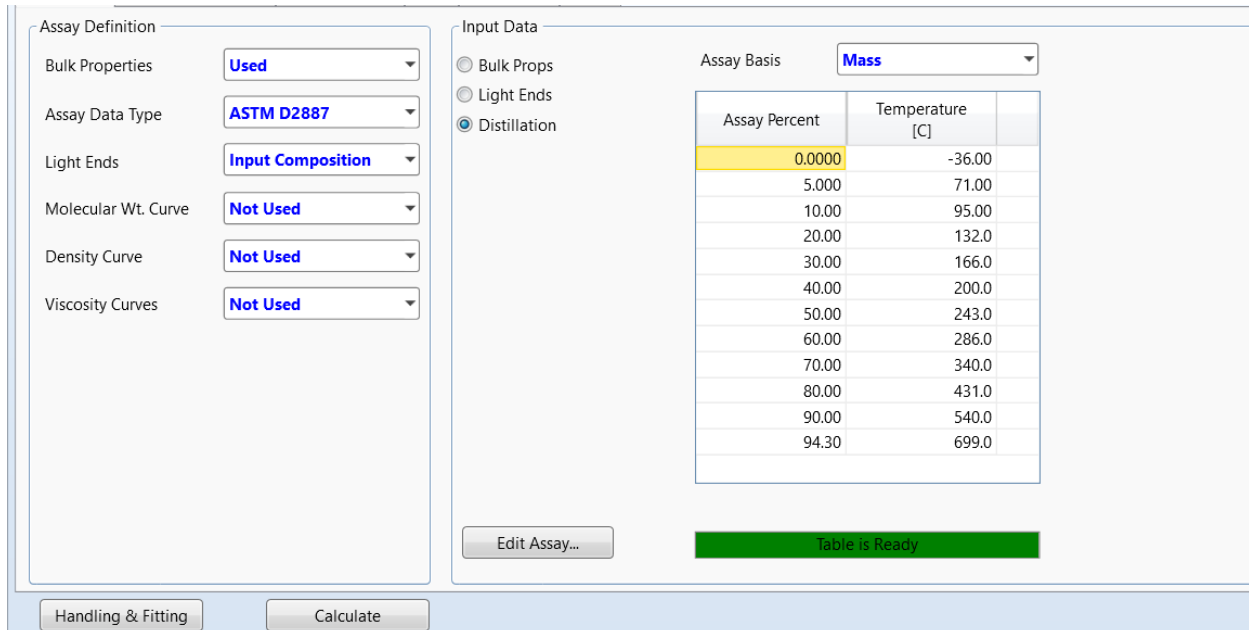 Assay Definition
Bulk Properties Used
Assay Data Type ASTM D2887
Light Ends Input Composition
Molecular Wt. Curve Not Used
Density Curve Not Used
Viscosity Curves Not Used
Input Data
Bulk Props
Light Ends
Distillation
Assay Basis Mass
Assay Percent Temperature
[C]
0.0000 -36.00
5.000 71.00
10.00 95.00
20.00 132.0
30.00 166.0
40.00 200.0
50.00 243.0
60.00 286.0
70.00 340.0
80.00 431.0
90.00 540.0
94.30 699.0
Edit Assay...
Table is Ready
Handling & Fitting
Calculate